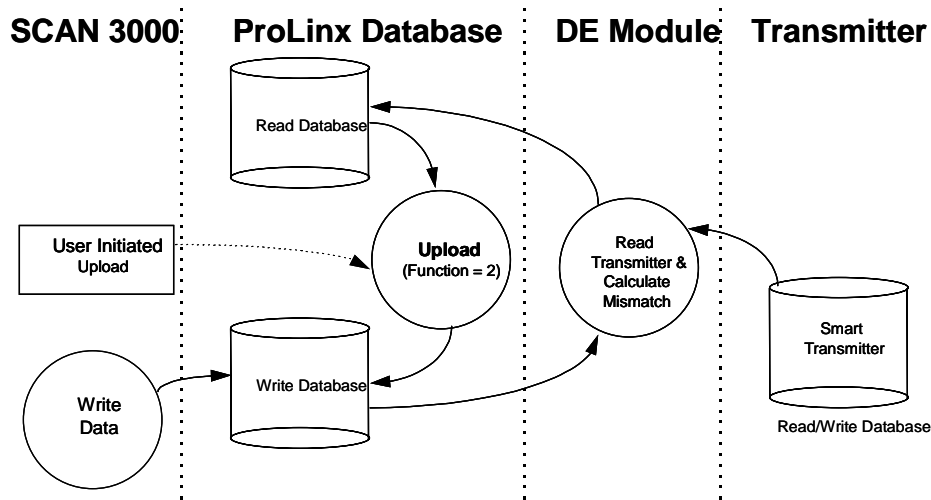 SCAN 3000
ProLinx Database
DE Module
Transmitter
Read Database
User Initiated
Upload
Upload
(Function = 2)
Read
Transmitter &
Calculate
Mismatch
Smart
Transmitter
Read/Write Database
Write Database
Write
Data